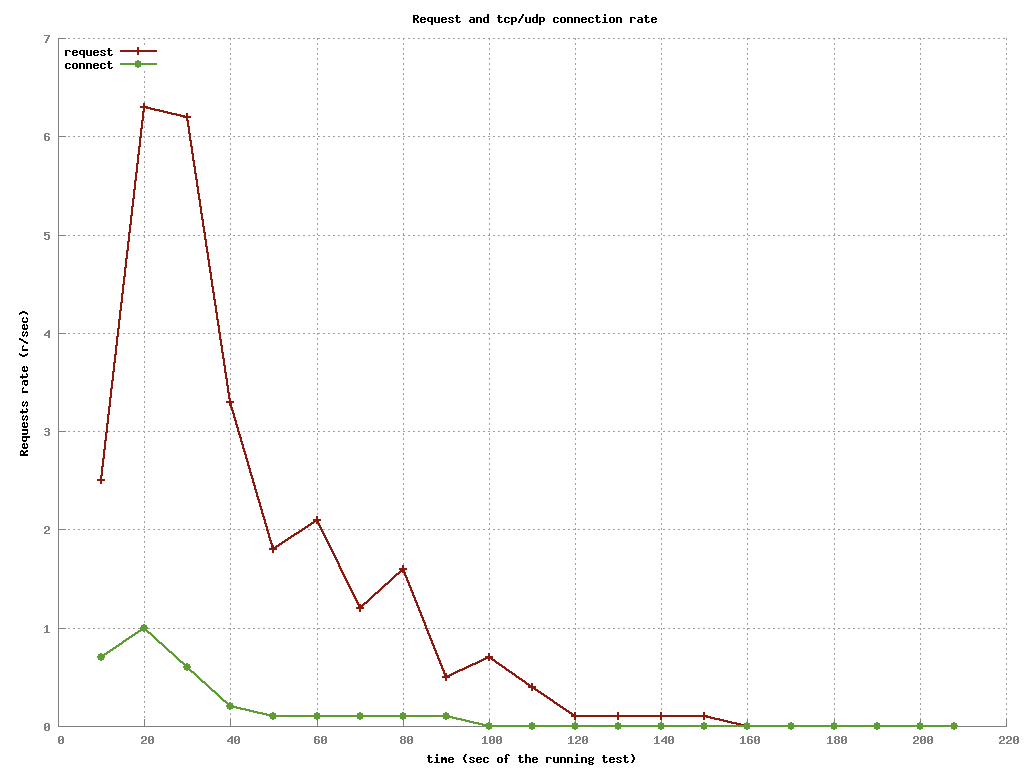 Request and tcp/udp connection rate
7
request
connect
6
5
4
3
2
1
0
Requests rate (r/sec)
0 20 40 60 80 100 120 140 160 180 200 220
time (sec of the running test)